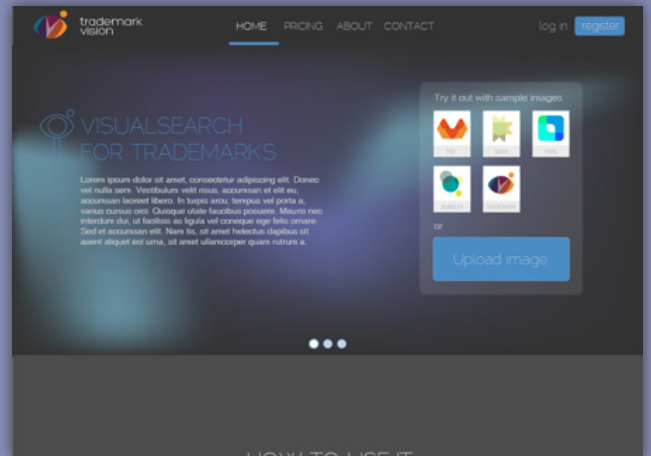 trademark
vision
HOME PRICING ABOUT CONTACT
log in register
Try it out with sample images
VISUALSEARCH
FOR TRADEMARKS
Lorem ipsum dolor sit amet, consectetur adipiscing elit. Donec
vel nulla sem. Vestibulum velit risus, accumsan et elit eu,
accumsan laoreet libero. In turpis arcu, tempus vel porta a,
varius cursus orci. Quisque utate faucibus posuere. Mauris nec
interdum dui, ut facilisis ac ligula vel coneque ege felis ornare.
Sed et accumsan elit. Nam tis, sit amet helectus dapibus sit
asent aliquet est urna, sit amet ullamcorper quam rutrum a.
or
Upload image
HOW TO USE IT